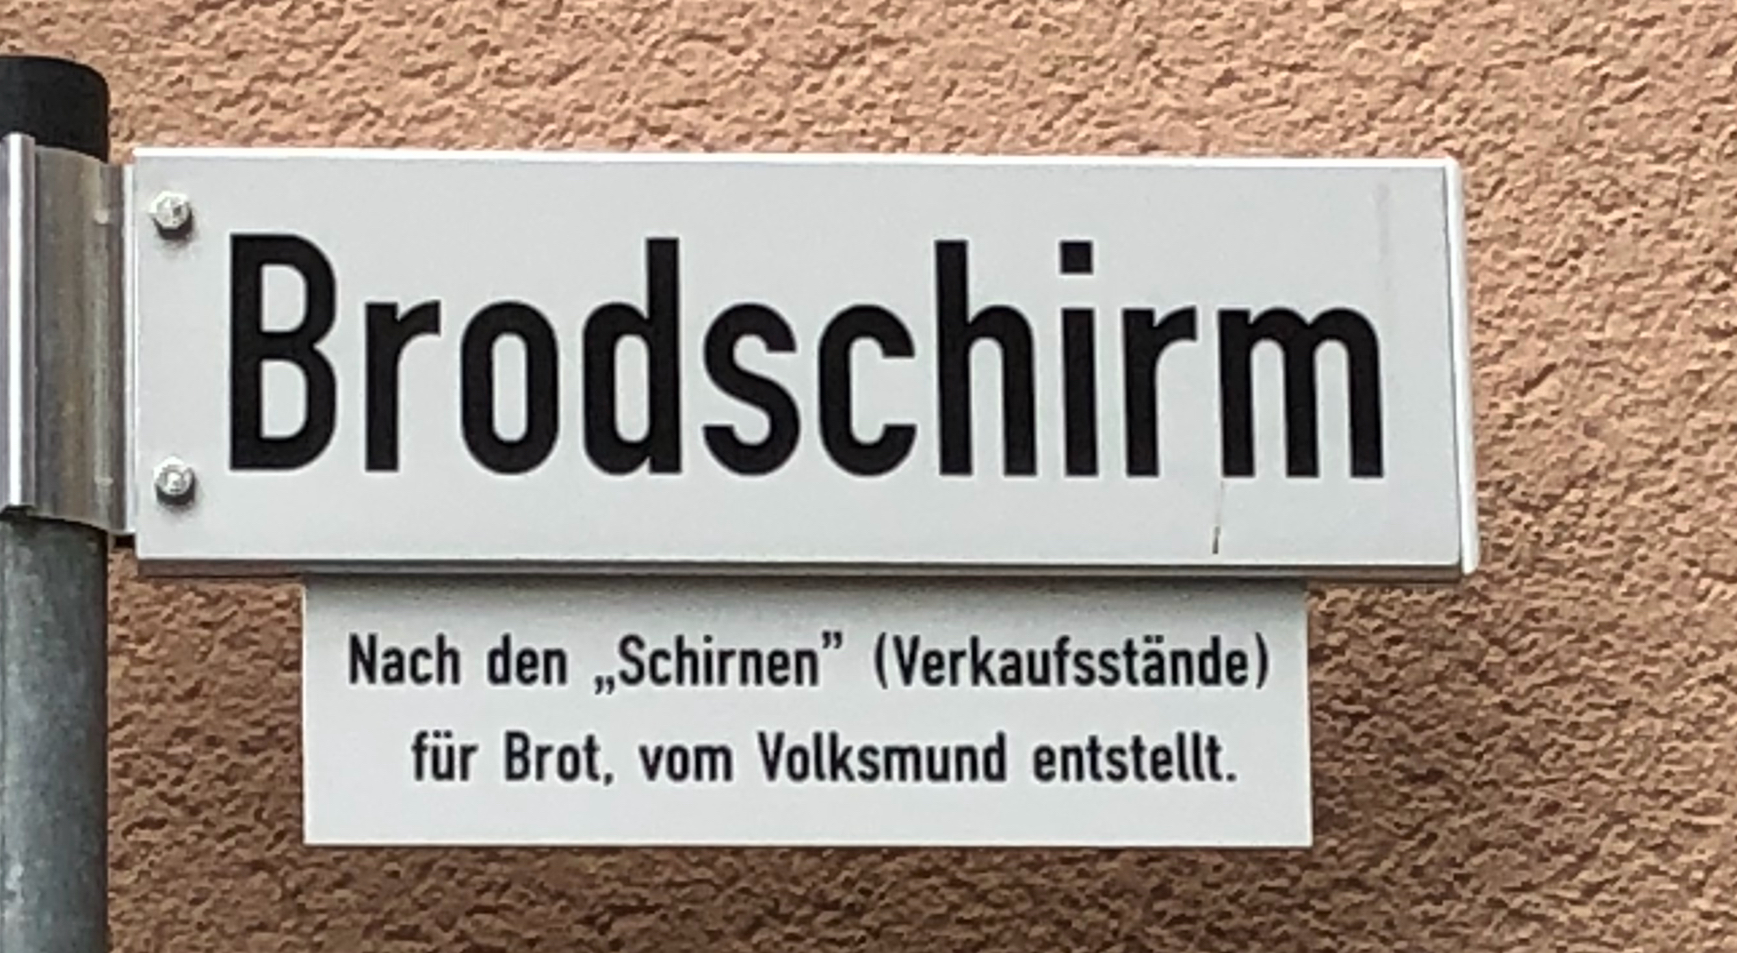 Brodschirm
Nach den „Schirnen” (Verkaufsstände)
für Brot, vom Volksmund entstellt.